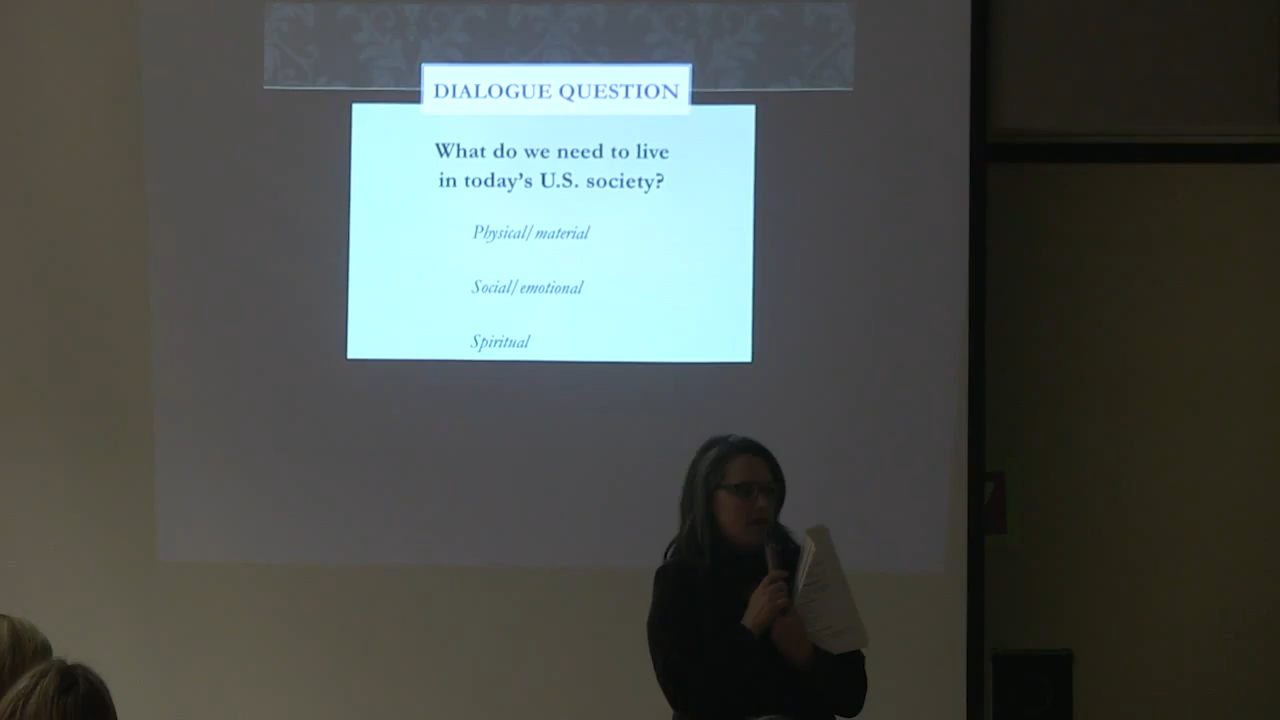 DIALOGUE QUESTION
What do we need to live
in today's U.S. society?
Physical/material
Social/emotional
Spiritual